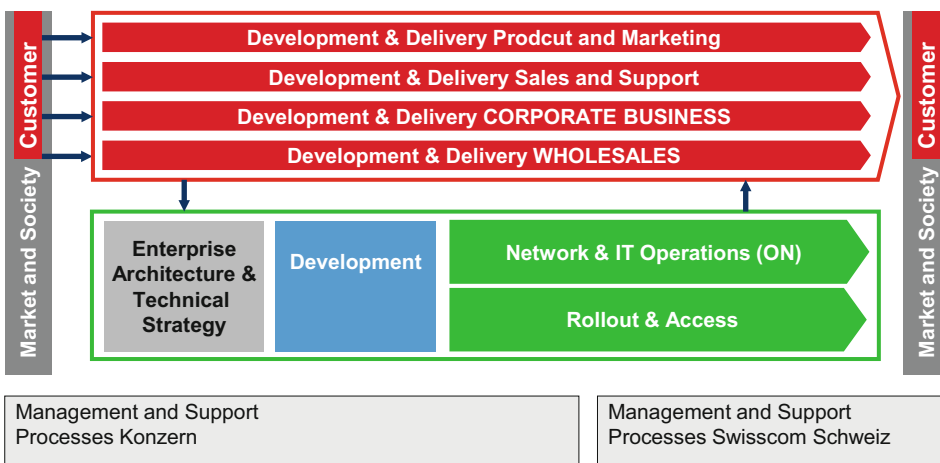 Customer
Market and Society
Development & Delivery Prodcut and Marketing
Development & Delivery Sales and Support
Development & Delivery CORPORATE BUSINESS
Development & Delivery WHOLESALES
Enterprise
Architecture &
Technical
Strategy
Development
Network & IT Operations (ON)
Rollout & Access
Customer
Market and Society
Management and Support
Processes Konzern
Management and Support
Processes Swisscom Schweiz